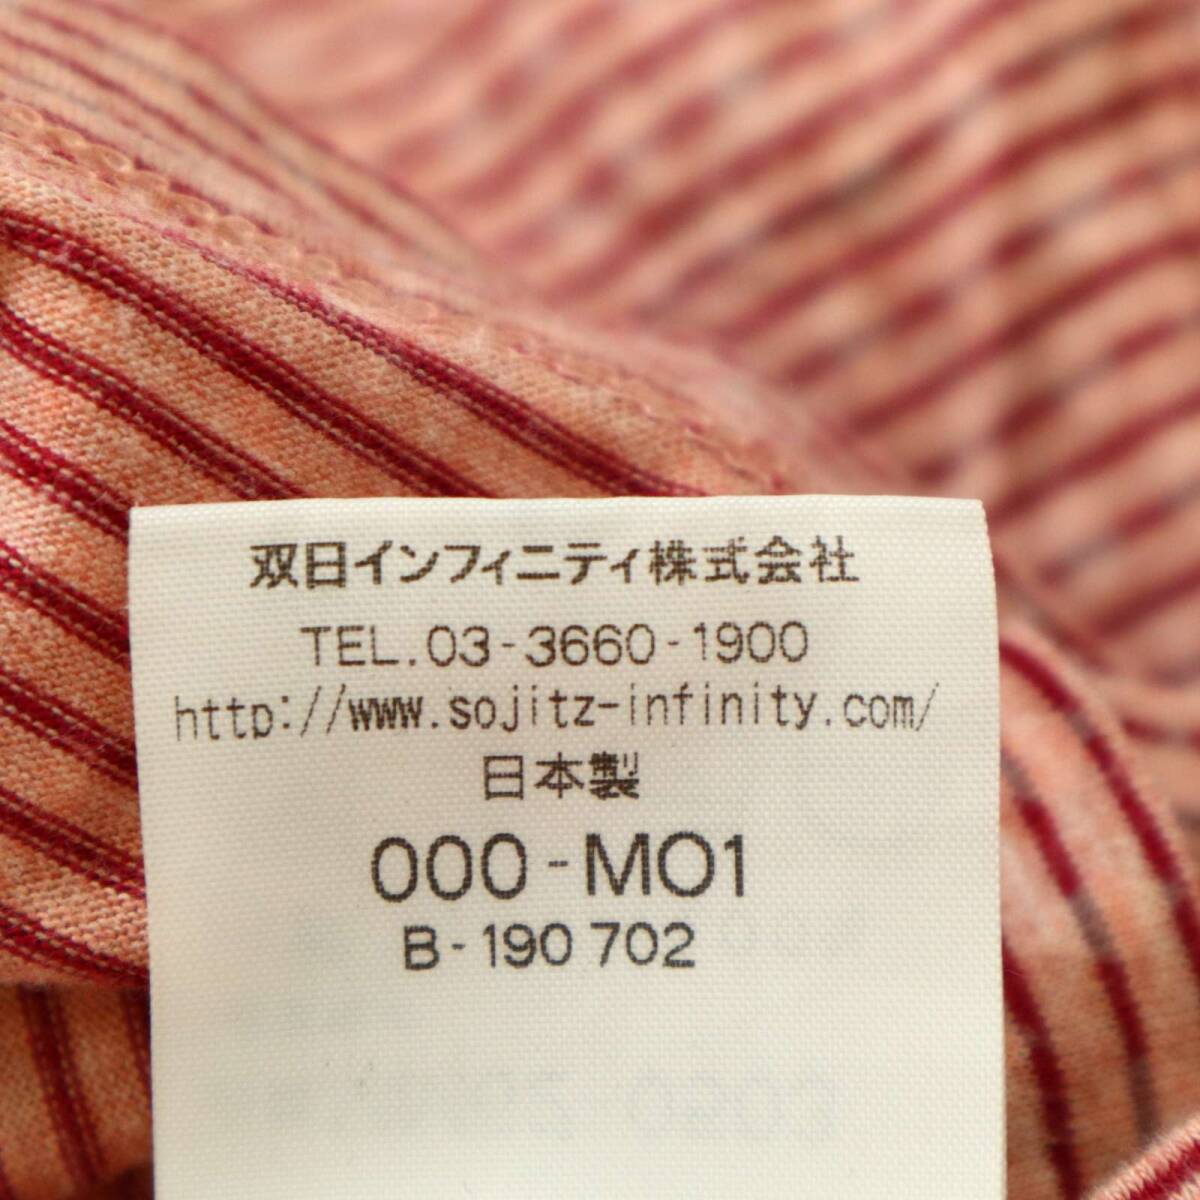 双日インフィニティ株式会社
TEL.03-3660-1900
http://www.sojitz-infinity.com/
日本製
000-M01
B-190 702